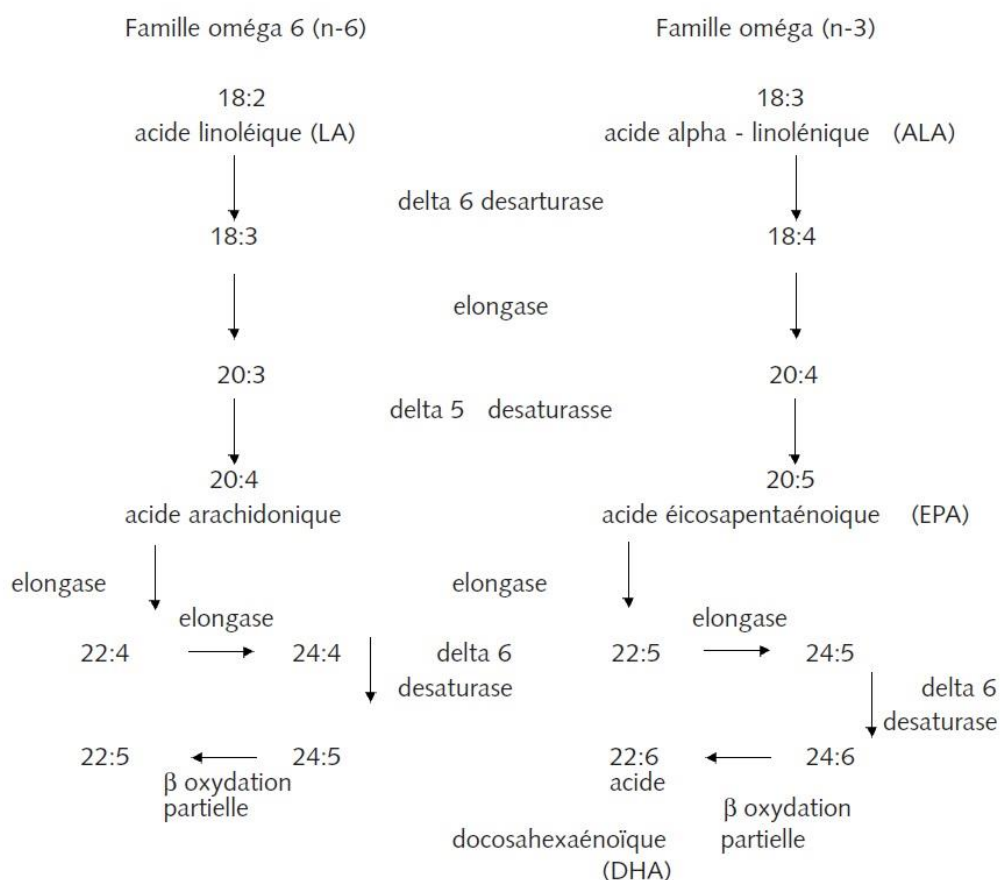 Famille oméga 6 (n-6) Famille oméga (n-3)
18:2 18:3
acide linoléique (LA) acide alpha - linolénique (ALA)
delta 6 desarturase
18:3 18:4
elongase
20:3 20:4
delta 5 desaturasse
20:4 20:5
acide arachidonique acide éicosapentaénoique (EPA)
elongase elongase
elongase elongase
22:4 24:4 delta 6 22:5 24:5
desaturase delta 6
desaturase
22:5 24:5 22:6 24:6
β oxydation acide
partielle β oxydation
docosahexaénoïque partielle
(DHA)